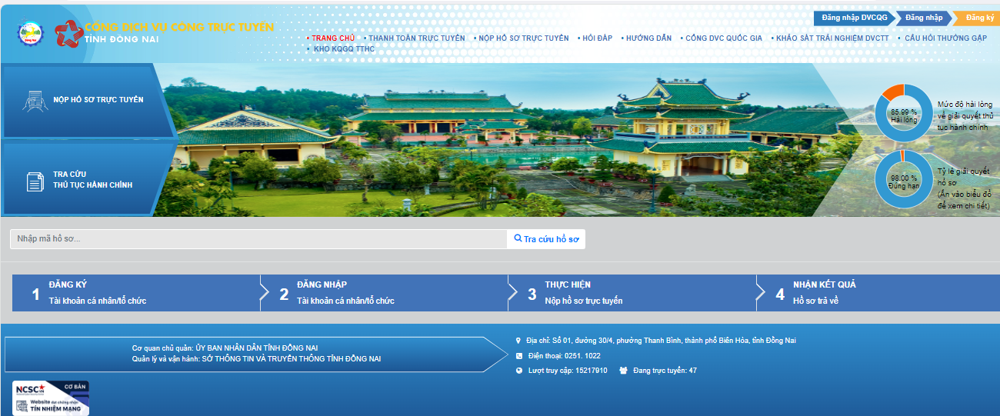 Đăng nhập DVCQG Đăng nhập Đăng ký
Đồng Nai
CỔNG DỊCH VỤ CÔNG TRỰC TUYẾN
TỈNH ĐỒNG NAI
• TRANG CHỦ • THANH TOÁN TRỰC TUYẾN • NỘP HỒ SƠ TRỰC TUYẾN • HỎI ĐÁP • HƯỚNG DẪN • CỔNG DVC QUỐC GIA • KHẢO SÁT TRẢI NGHIỆM DVCTT • CÂU HỎI THƯỜNG GẶP
• KHO KQGQ TTHC
NỘP HỒ SƠ TRỰC TUYẾN
TRA CỨU
THỦ TỤC HÀNH CHÍNH
85.99 %
Hài lòng
Mức độ hài lòng
về giải quyết thủ
tục hành chính
98.00 %
Đúng hạn
Tỷ lệ giải quyết
hồ sơ
(Ấn vào biểu đồ
để xem chi tiết)
Nhập mã hồ sơ...
Tra cứu hồ sơ
1 ĐĂNG KÝ
Tài khoản cá nhân/tổ chức
2 ĐĂNG NHẬP
Tài khoản cá nhân/tổ chức
3 THỰC HIỆN
Nộp hồ sơ trực tuyến
4 NHẬN KẾT QUẢ
Hồ sơ trả về
Cơ quan chủ quản: ỦY BAN NHÂN DÂN TỈNH ĐỒNG NAI
Quản lý và vận hành: SỞ THÔNG TIN VÀ TRUYỀN THÔNG TỈNH ĐỒNG NAI
Địa chỉ: Số 01, đường 30/4, phường Thanh Bình, thành phố Biên Hòa, tỉnh Đồng Nai
Điện thoại: 0251. 1022
Lượt truy cập: 15217910 Đang trực tuyến: 47
NCSC.VN
CƠ BẢN
Website đạt chứng nhận
TÍN NHIỆM MẠNG